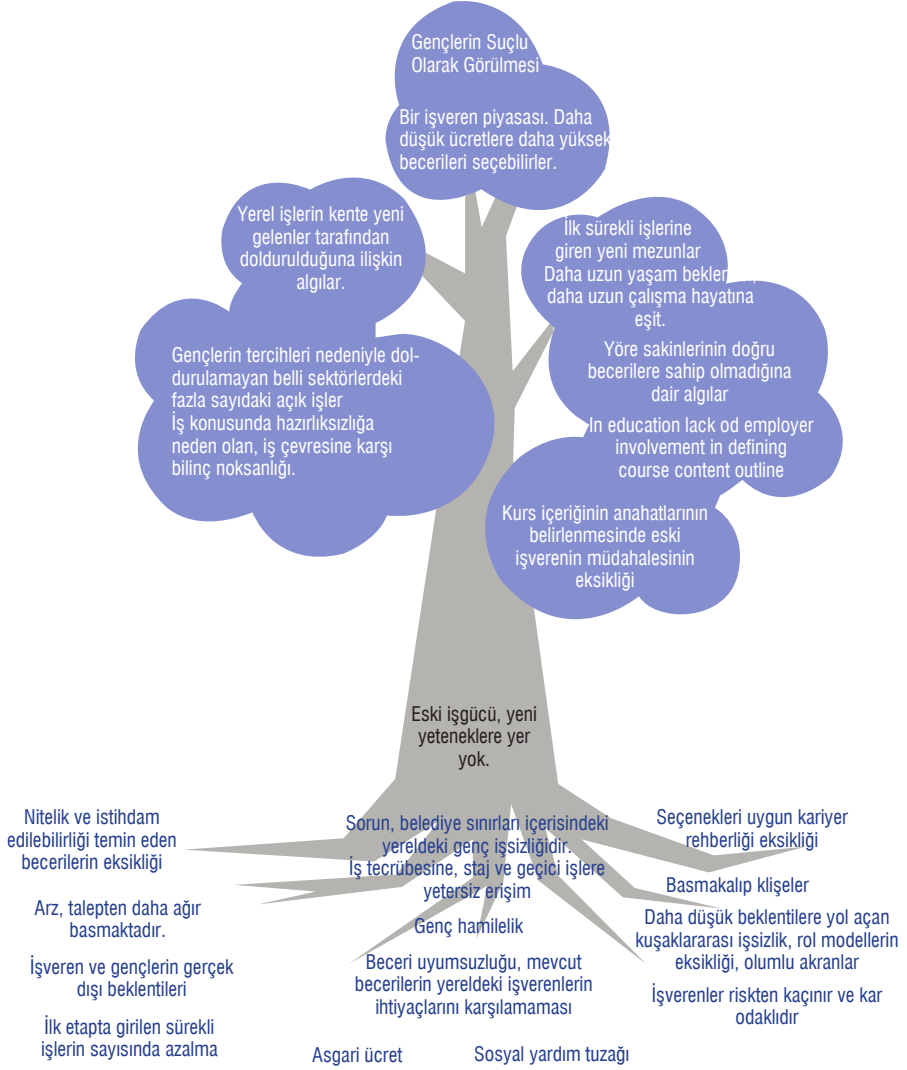 Gençlerin Suçlu
Olarak Görülmesi
Bir işveren piyasası. Daha
düşük ücretlere daha yüksek
becerileri seçebilirler.
Yerel işlerin kente yeni
gelenler tarafından
doldurulduğuna ilişkin
algılar.
İlk sürekli işlerine
giren yeni mezunlar
Daha uzun yaşam
daha uzun çalışma hayatına
eşit.
Gençlerin tercihleri nedeniyle dol-
durulamayan belli sektörlerdeki
fazla sayıdaki açık işler
İş konusunda hazırlıksızlığa
neden olan, iş çevresine karşı
bilinç noksanlığı.
Yöre sakinlerinin doğru
becerilere sahip olmadığına
dair algılar
In education lack od employer
involvement in defining
course content outline
Kurs içeriğinin anahatlarının
belirlenmesinde eski
işverenin müdahalesinin
eksikliği
Eski işgücü, yeni
yeteneklere yer
yok.
Nitelik ve istihdam
edilebilirliği temin eden
becerilerin eksikliği
Arz, talepten daha ağır
basmaktadır.
İşveren ve gençlerin gerçek
dışı beklentileri
İlk etapta girilen sürekli
işlerin sayısında azalma
Sorun, belediye sınırları içerisindeki
yereldeki genç işsizliğidir.
İş tecrübesine, staj ve geçici işlere
yetersiz erişim
Genç hamilelik
Beceri uyumsuzluğu, mevcut
becerilerin yereldeki işverenlerin
ihtiyaçlarını karşılamaması
Asgari ücret
Sosyal yardım tuzağı
Seçenekleri uygun kariyer
rehberliği eksikliği
Basmakalıp klişeler
Daha düşük beklentilere yol açan
kuşaklararası işsizlik, rol modellerin
eksikliği, olumlu akranlar
İşverenler riskten kaçınır ve kar
odaklıdır